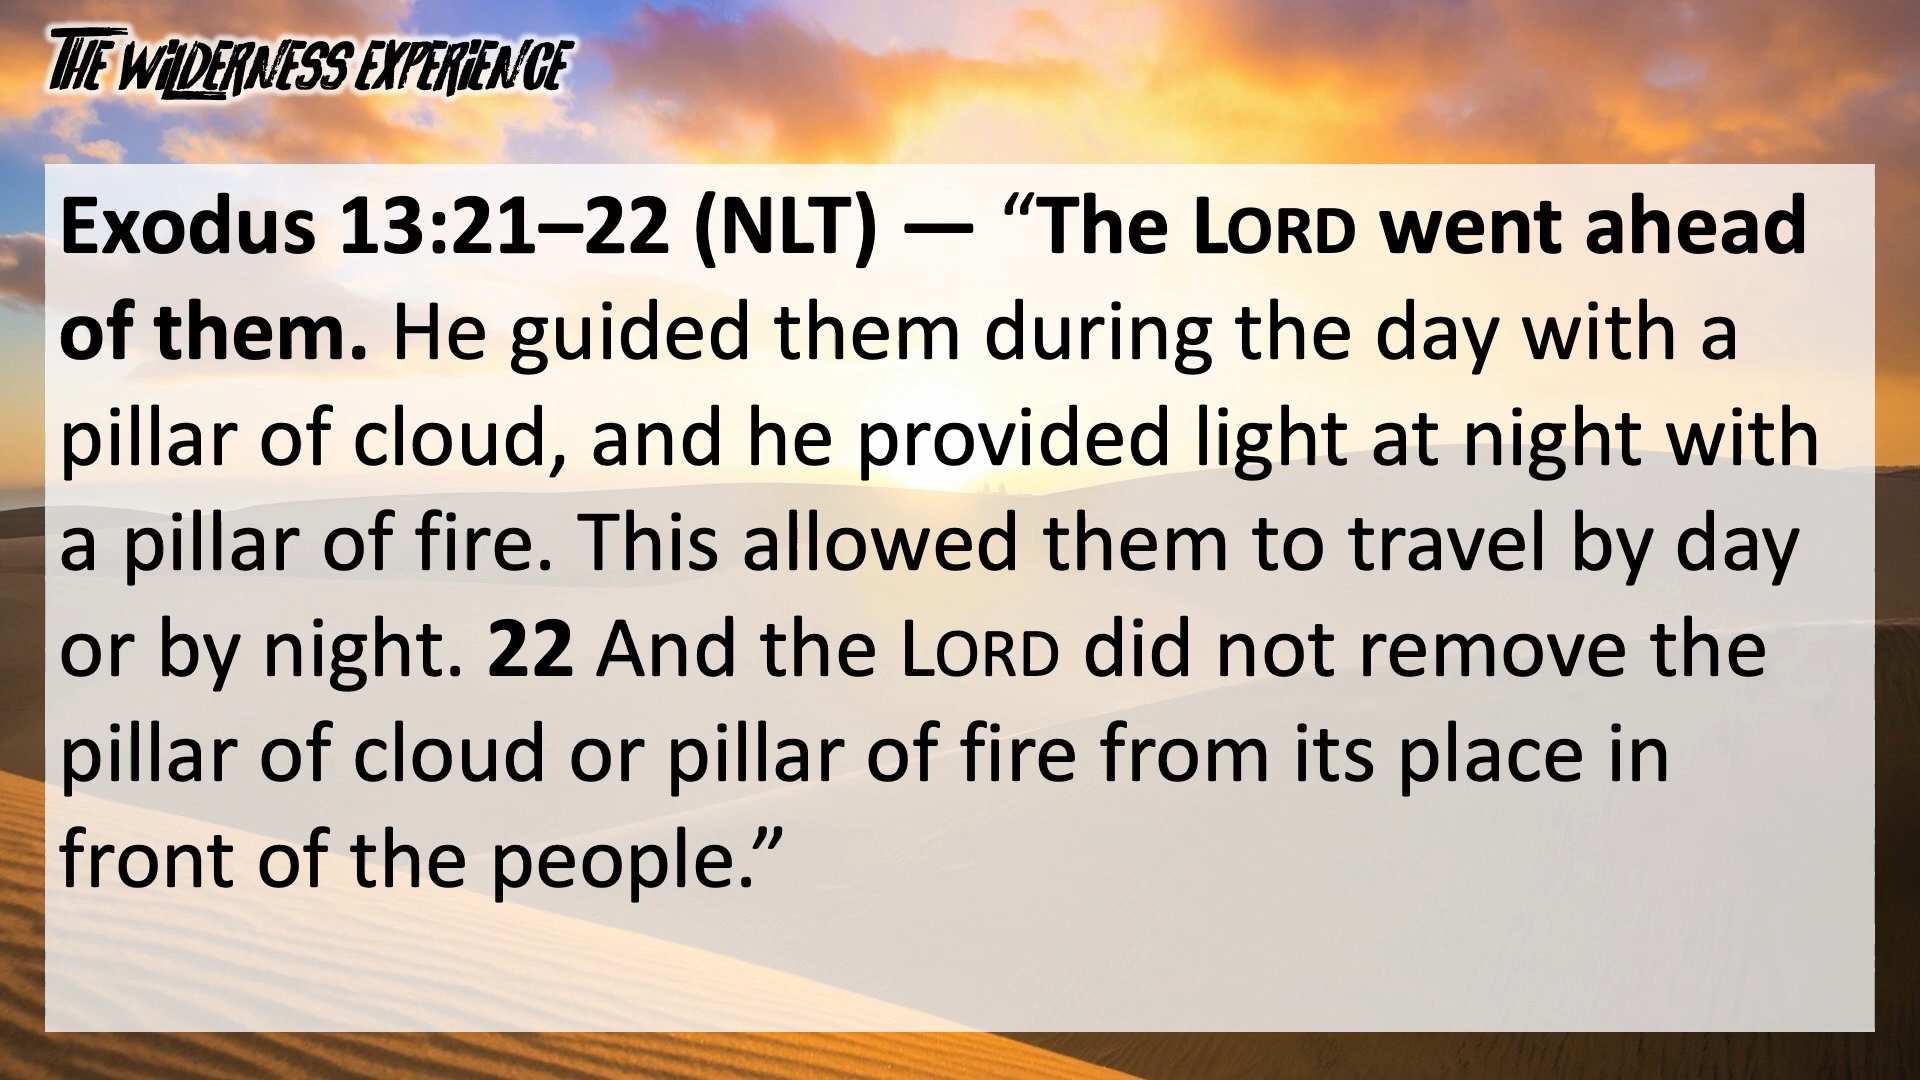 THE WILDERNESS EXPERIENCE
Exodus 13:21–22 (NLT) — “The LORD went ahead
of them. He guided them during the day with a
pillar of cloud, and he provided light at night with
a pillar of fire. This allowed them to travel by day
or by night. 22 And the LORD did not remove the
pillar of cloud or pillar of fire from its place in
front of the people.”